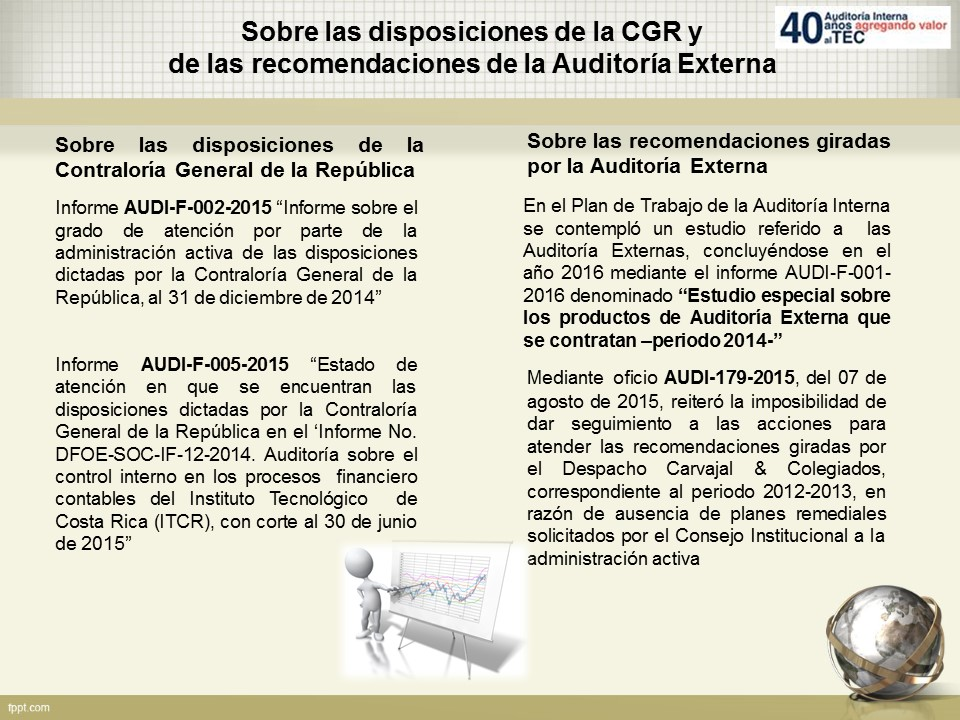 Sobre las disposiciones de la CGR y
de las recomendaciones de la Auditoría Externa
40 Auditoría Interna
años agregando valor
al TEC
Sobre las disposiciones de la
Contraloría General de la República
Informe AUDI-F-002-2015 “Informe sobre el
grado de atención por parte de la
administración activa de las disposiciones
dictadas por la Contraloría General de la
República, al 31 de diciembre de 2014”
Informe AUDI-F-005-2015 “Estado de
atención en que se encuentran las
disposiciones dictadas por la Contraloría
General de la República en el ‘Informe No.
DFOE-SOC-IF-12-2014. Auditoría sobre el
control interno en los procesos financiero
contables del Instituto Tecnológico de
Costa Rica (ITCR), con corte al 30 de junio
de 2015”
Sobre las recomendaciones giradas
por la Auditoría Externa
En el Plan de Trabajo de la Auditoría Interna
se contempló un estudio referido a las
Auditoría Externas, concluyéndose en el
año 2016 mediante el informe AUDI-F-001-
2016 denominado “Estudio especial sobre
los productos de Auditoría Externa que
se contratan –periodo 2014-”
Mediante oficio AUDI-179-2015, del 07 de
agosto de 2015, reiteró la imposibilidad de
dar seguimiento a las acciones para
atender las recomendaciones giradas por
el Despacho Carvajal & Colegiados,
correspondiente al periodo 2012-2013, en
razón de ausencia de planes remediales
solicitados por el Consejo Institucional a la
administración activa
fppt.com